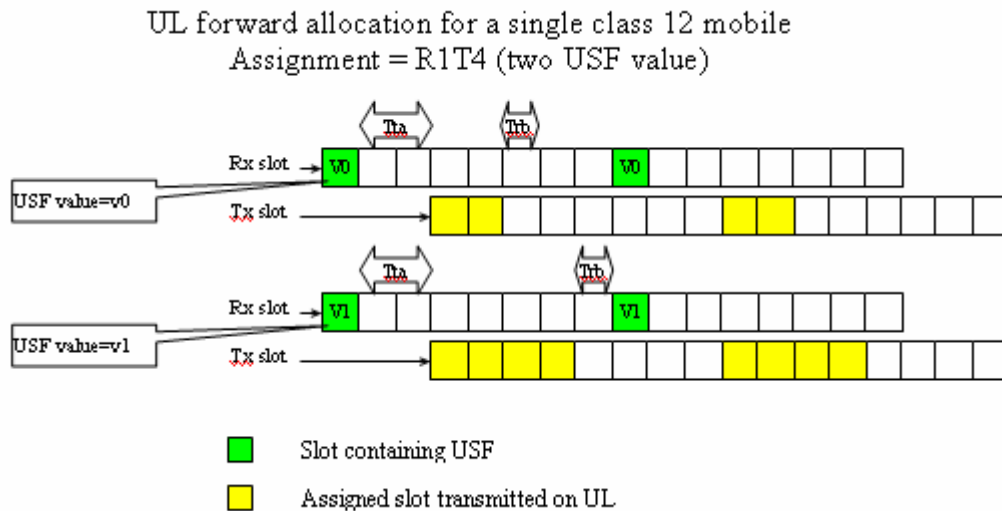 UL forward allocation for a single class 12 mobile
Assignment = R1T4 (two USF value)
Tta
Trb
Rx slot
V0
V0
USF value=v0
Tx slot
Tta
Trb
Rx slot
V1
V1
USF value=v1
Tx slot
Slot containing USF
Assigned slot transmitted on UL